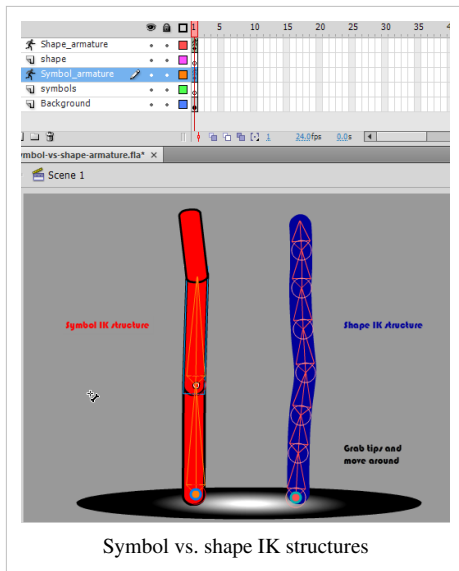 1 5 10 15 20 25 30 35
Shape_armature
shape
Symbol_armature
symbols
Background
1 24.0fps 0.0s
ymbol-vs-shape-armature.fla* ×
Scene 1
Symbol IK structure
Shape IK structure
Grab tips and
move around
Symbol vs. shape IK structures